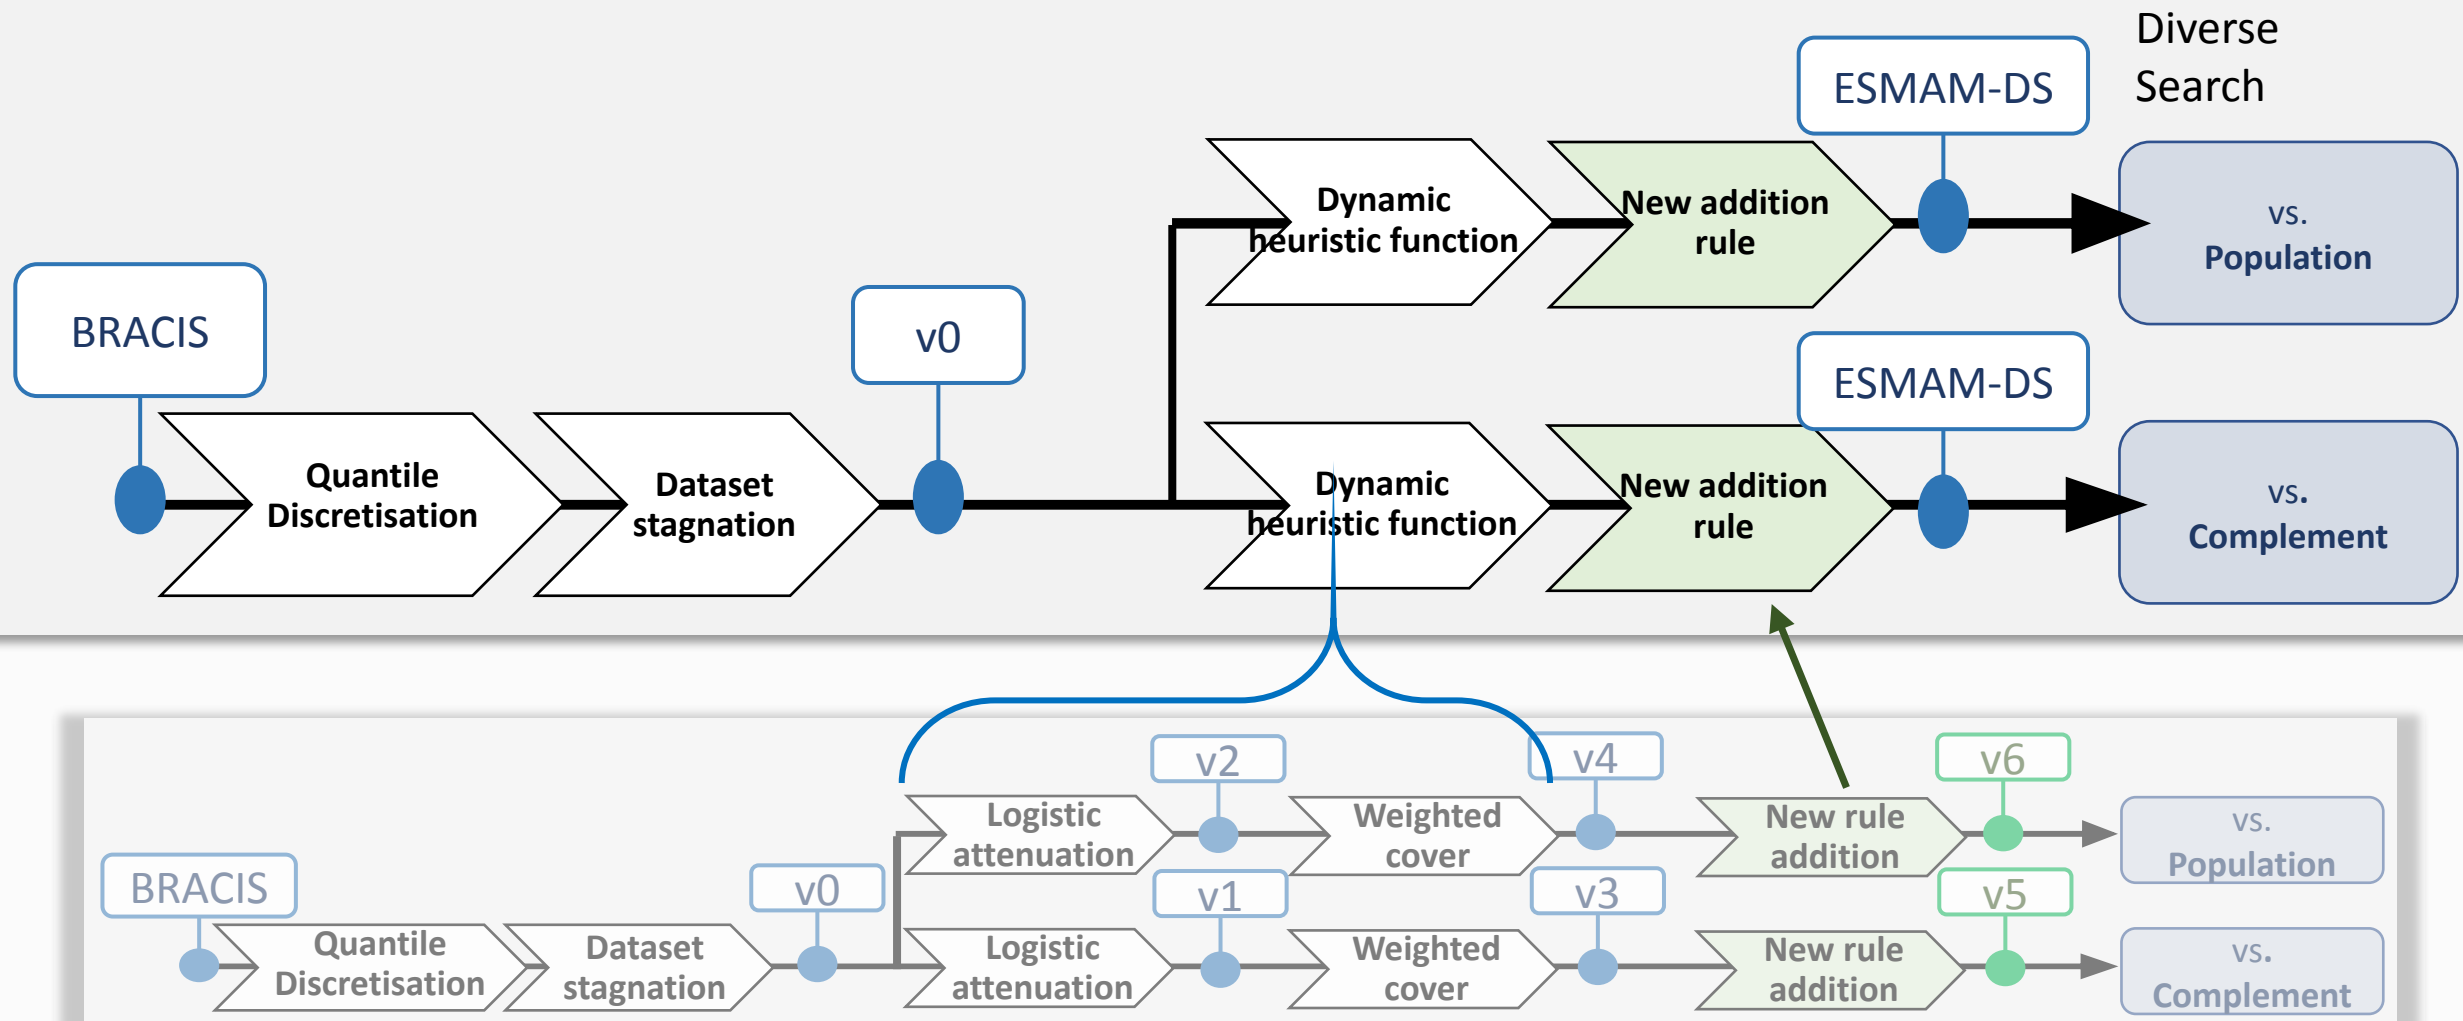 Diverse
Search
ESMAM-DS
Dynamic
heuristic function
New addition
rule
vs.
Population
BRACIS
v0
ESMAM-DS
Quantile
Discretisation
Dataset
stagnation
Dynamic
heuristic function
New addition
rule
vs.
Complement
v2
v4
v6
Logistic
attenuation
Weighted
cover
New rule
addition
vs.
Population
BRACIS
v0
v1
v3
v5
Quantile
Discretisation
Dataset
stagnation
Logistic
attenuation
Weighted
cover
New rule
addition
vs.
Complement